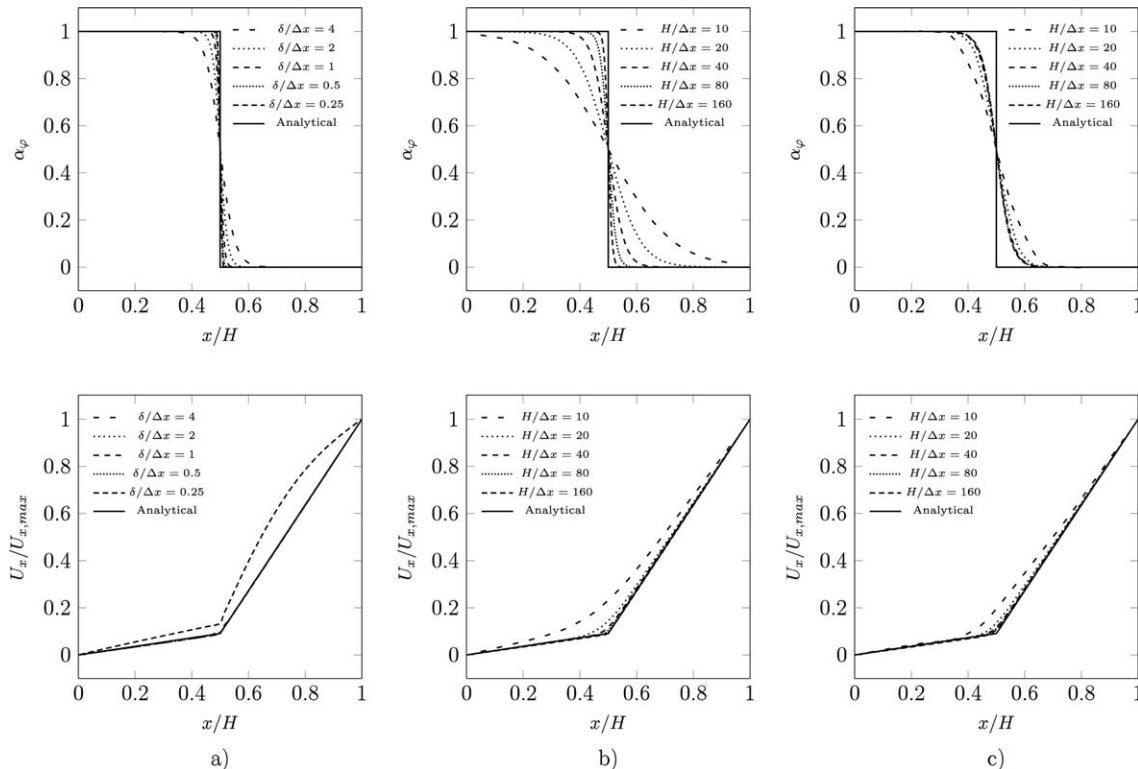 1
0.8
0.6
0.4
0.2
0
αφ
0 0.2 0.4 0.6 0.8 1
x/H
δ/Δx = 4
δ/Δx = 2
δ/Δx = 1
δ/Δx = 0.5
δ/Δx = 0.25
Analytical
1
0.8
0.6
0.4
0.2
0
αφ
0 0.2 0.4 0.6 0.8 1
x/H
H/Δx = 10
H/Δx = 20
H/Δx = 40
H/Δx = 80
H/Δx = 160
Analytical
1
0.8
0.6
0.4
0.2
0
αφ
0 0.2 0.4 0.6 0.8 1
x/H
H/Δx = 10
H/Δx = 20
H/Δx = 40
H/Δx = 80
H/Δx = 160
Analytical
1
0.8
0.6
0.4
0.2
0
Ux/Ux,max
0 0.2 0.4 0.6 0.8 1
x/H
δ/Δx = 4
δ/Δx = 2
δ/Δx = 1
δ/Δx = 0.5
δ/Δx = 0.25
Analytical
a)
1
0.8
0.6
0.4
0.2
0
Ux/Ux,max
0 0.2 0.4 0.6 0.8 1
x/H
H/Δx = 10
H/Δx = 20
H/Δx = 40
H/Δx = 80
H/Δx = 160
Analytical
b)
1
0.8
0.6
0.4
0.2
0
Ux/Ux,max
0 0.2 0.4 0.6 0.8 1
x/H
H/Δx = 10
H/Δx = 20
H/Δx = 40
H/Δx = 80
H/Δx = 160
Analytical
c)